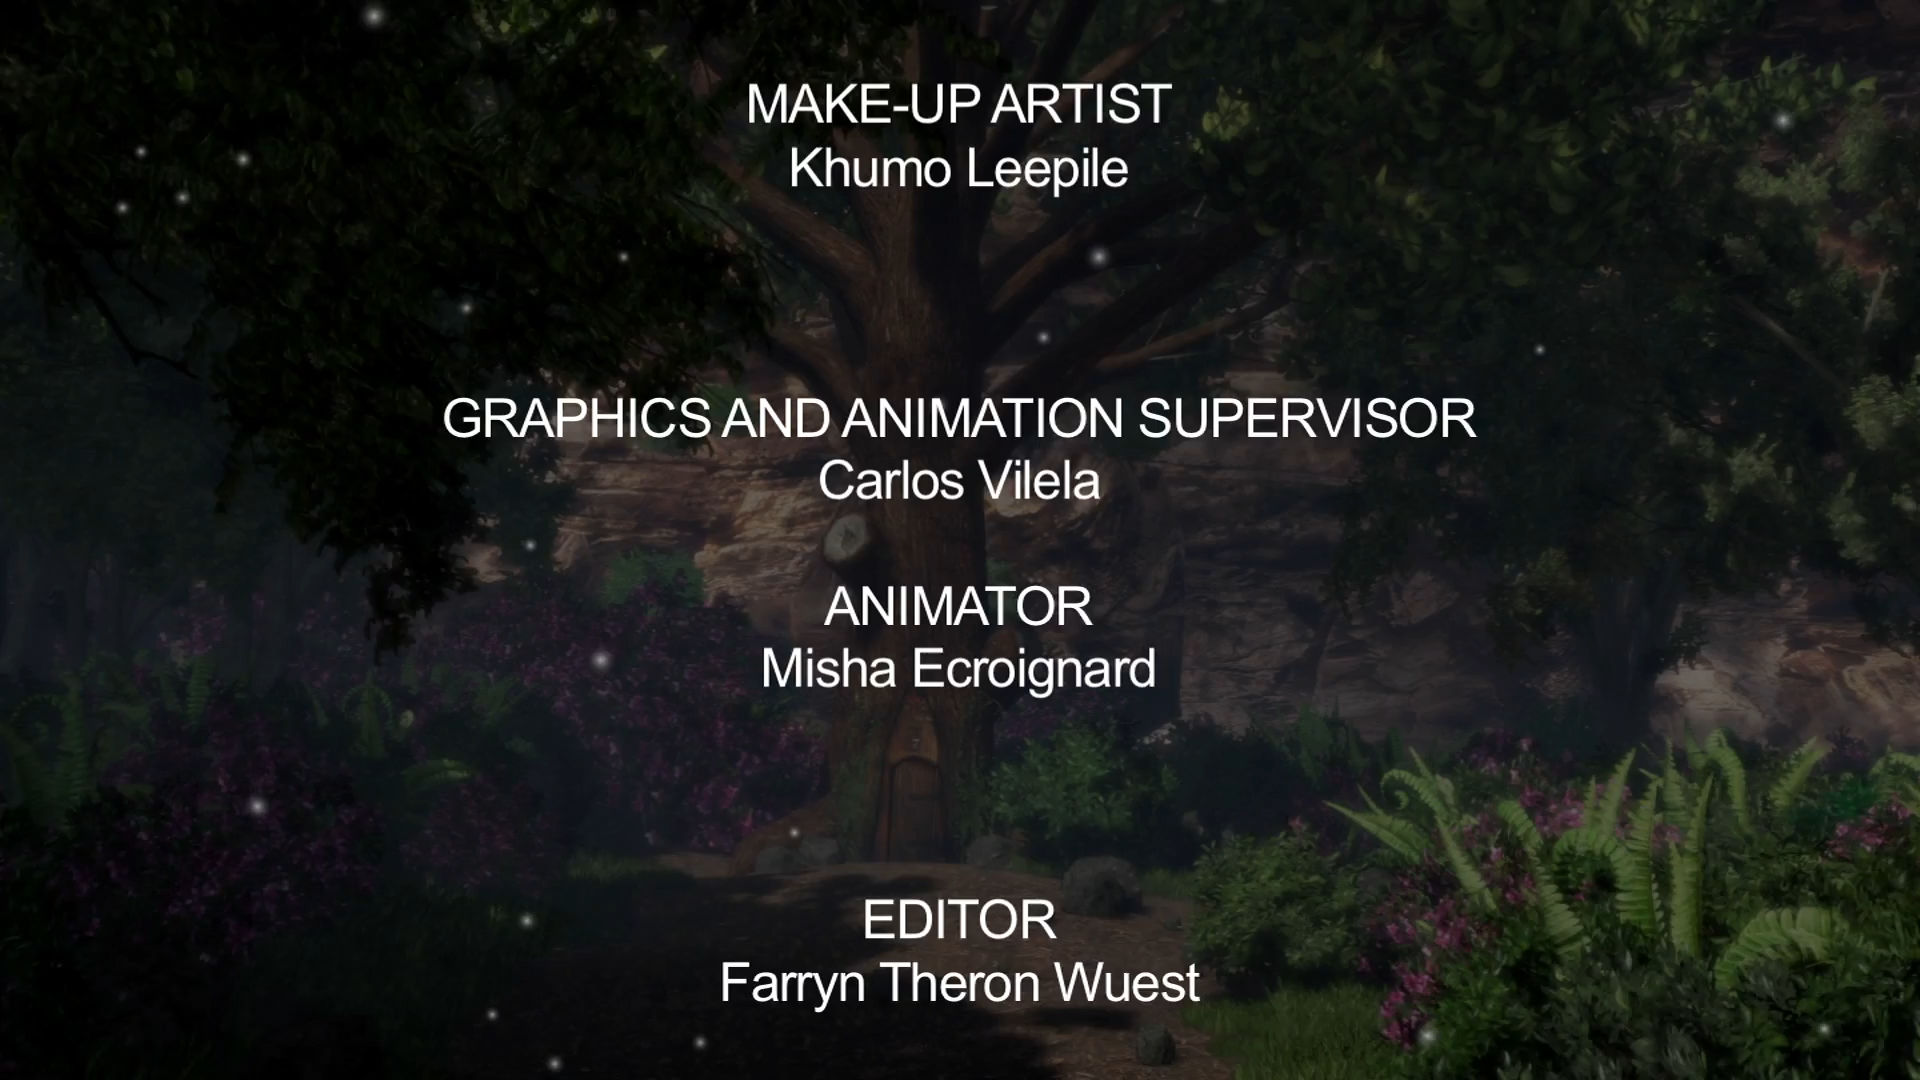 MAKE-UP ARTIST
Khumo Leepile
GRAPHICS AND ANIMATION SUPERVISOR
Carlos Vilela
ANIMATOR
Misha Ecroignard
EDITOR
Farryn Theron Wuest